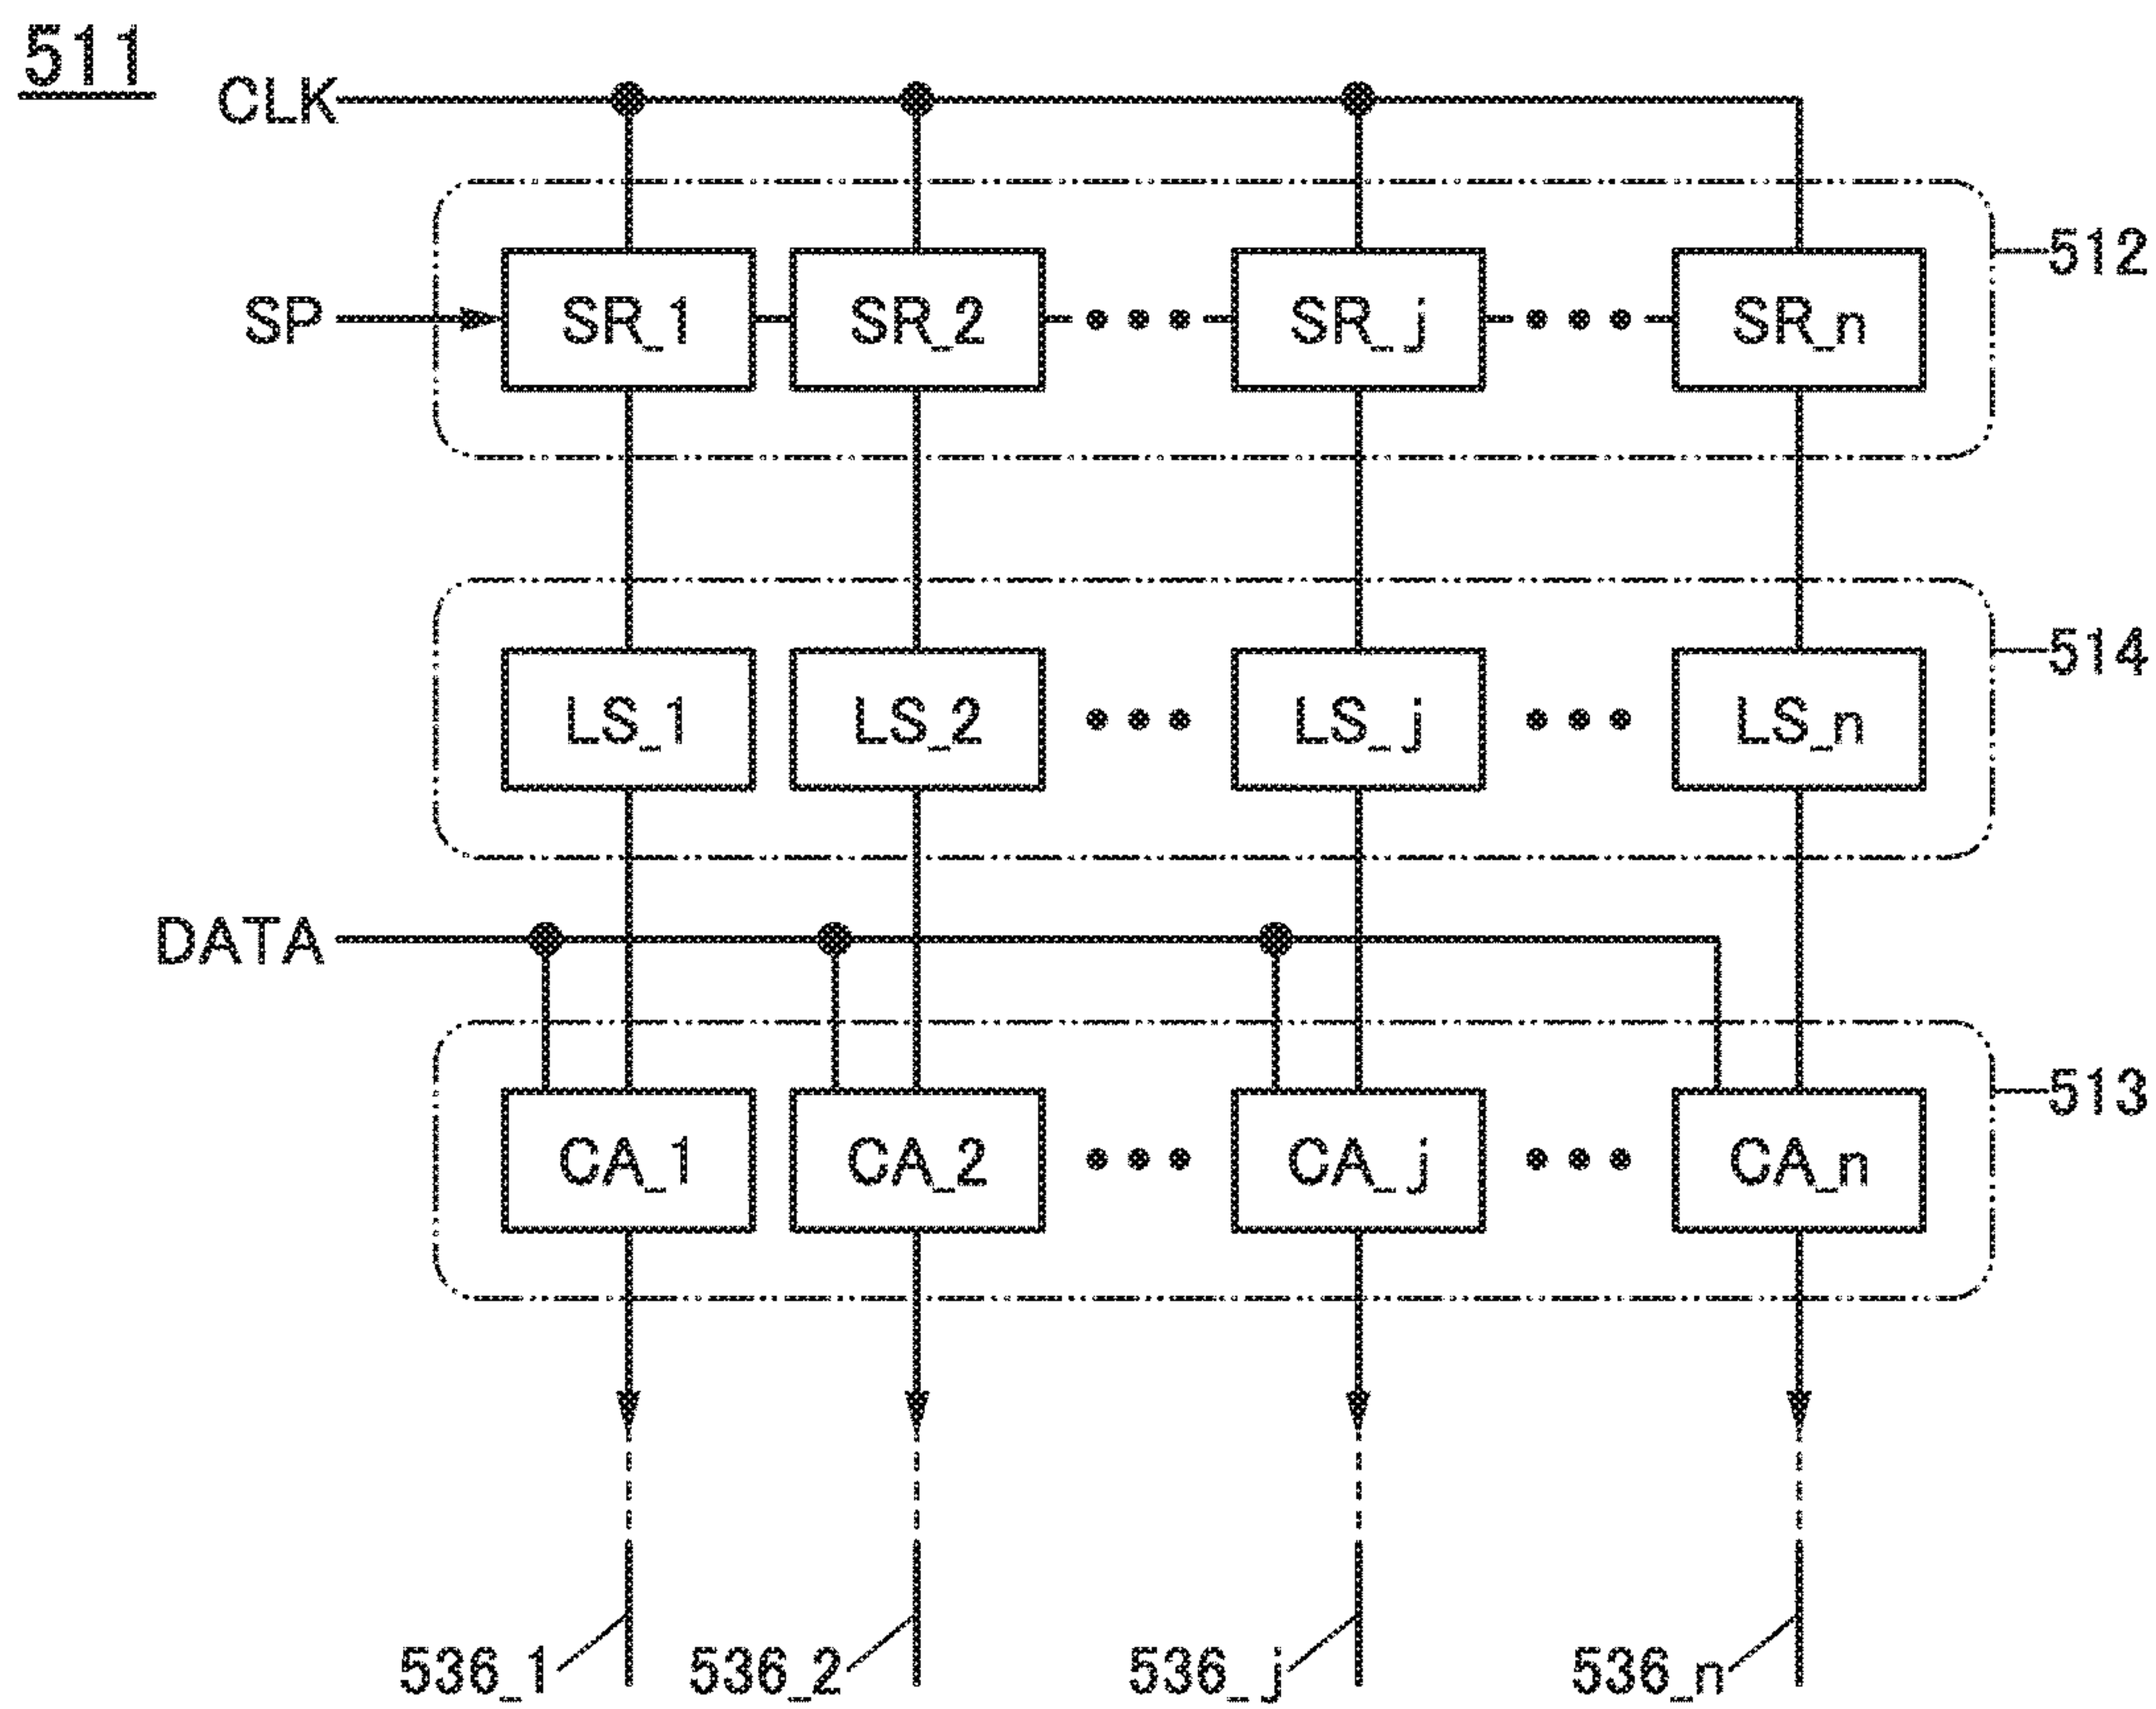 511
CLK
512
SP SR_1 SR_2 ••• SR_j ••• SR_n
514
LS_1 LS_2 ••• LS_j ••• LS_n
DATA
513
CA_1 CA_2 ••• CA_j ••• CA_n
536_1 536_2 536_j 536_n